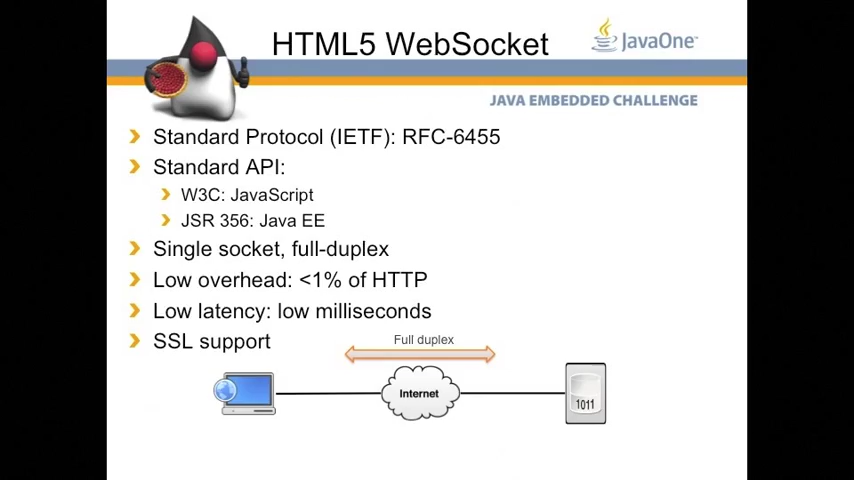 HTML5 WebSocket
JavaOne™
JAVA EMBEDDED CHALLENGE
Standard Protocol (IETF): RFC-6455
Standard API:
W3C: JavaScript
JSR 356: Java EE
Single socket, full-duplex
Low overhead: <1% of HTTP
Low latency: low milliseconds
SSL support
Full duplex
Internet
1011